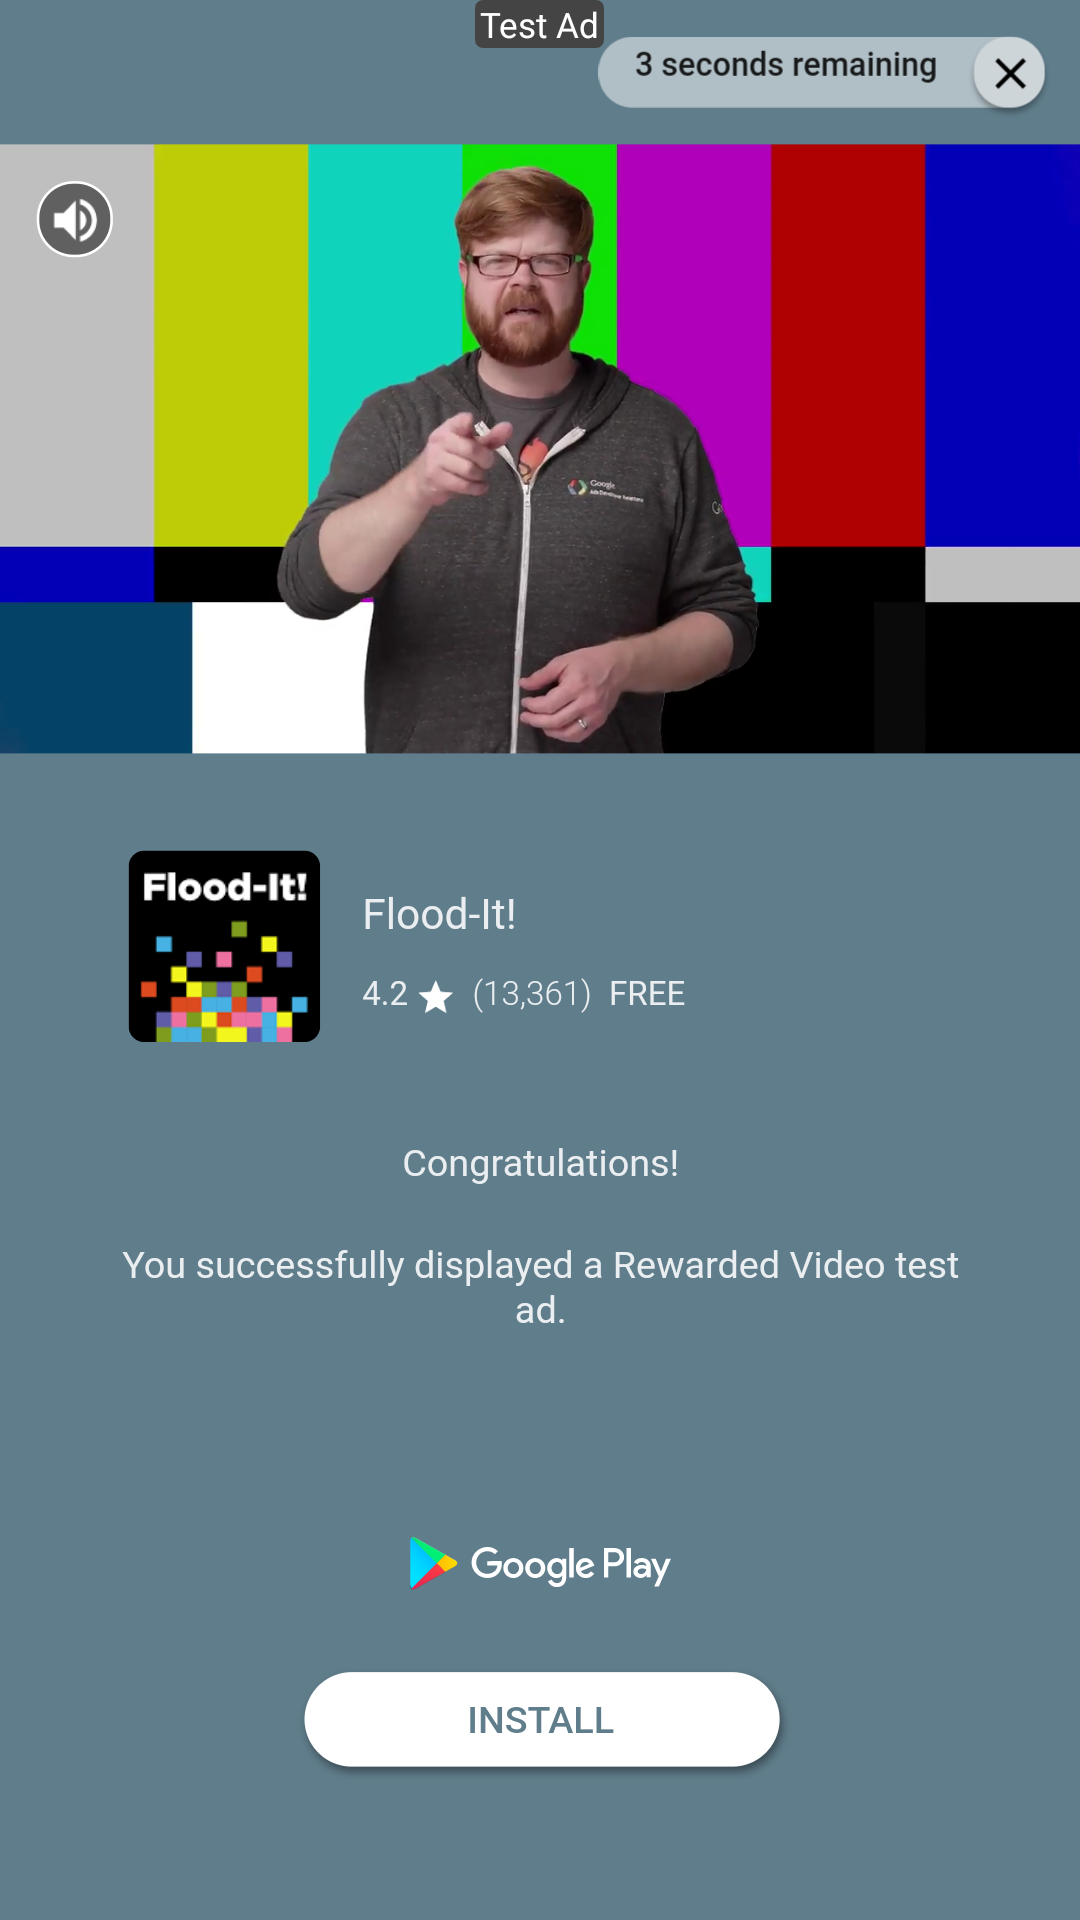 Test Ad
3 seconds remaining
Google
Flood-It!
Flood-It!
4.2 (13,361) FREE
Congratulations!
You successfully displayed a Rewarded Video test
ad.
Google Play
INSTALL